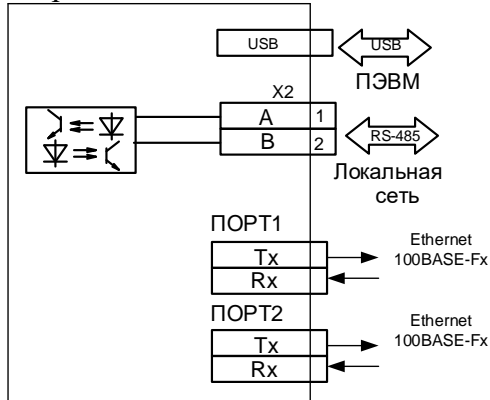 USB
USB
ПЭВМ
X2
A 1
B 2
RS-485
Локальная
сеть
ПОРТ1
Tx
Rx
Ethernet
100BASE-Fx
ПОРТ2
Tx
Rx
Ethernet
100BASE-Fx